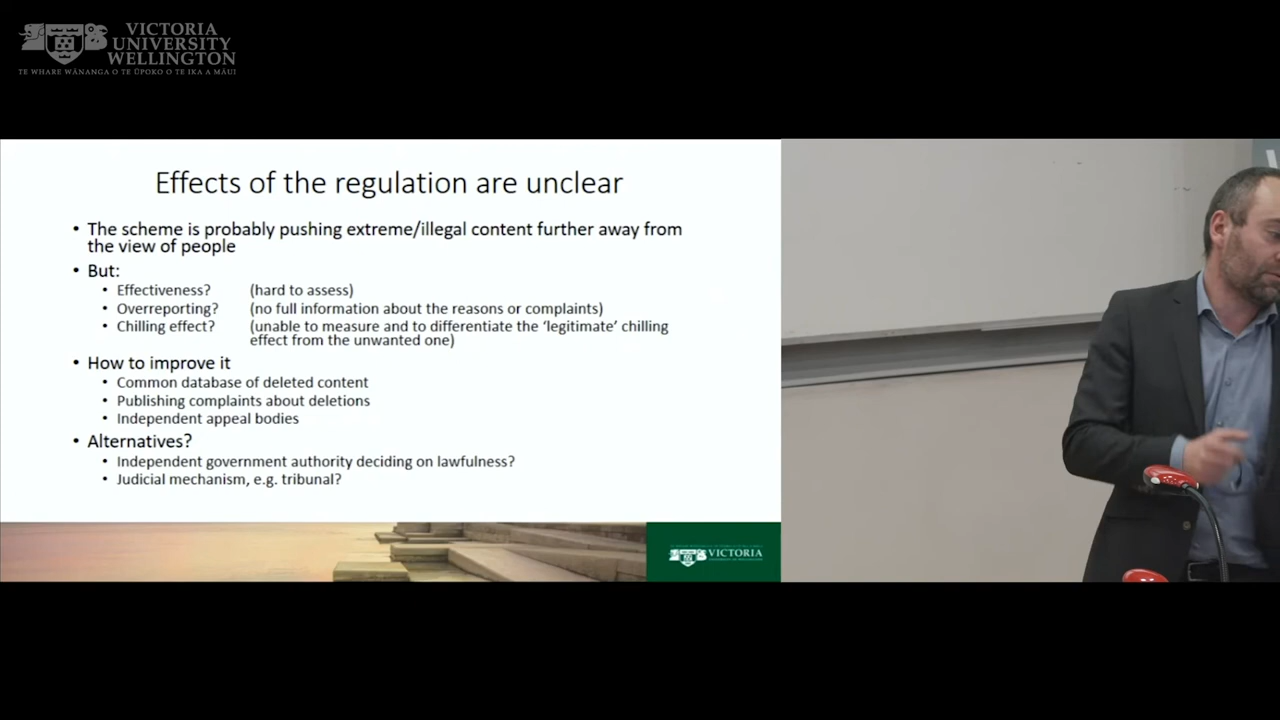 VICTORIA
UNIVERSITY
WELLINGTON
TE WHARE WĀNANGA O TE ŪPOKO O TE IKA A MĀUI
Effects of the regulation are unclear
• The scheme is probably pushing extreme/illegal content further away from
the view of people
• But:
• Effectiveness? (hard to assess)
• Overreporting? (no full information about the reasons or complaints)
• Chilling effect? (unable to measure and to differentiate the ‘legitimate’ chilling
effect from the unwanted one)
• How to improve it
• Common database of deleted content
• Publishing complaints about deletions
• Independent appeal bodies
• Alternatives?
• Independent government authority deciding on lawfulness?
• Judicial mechanism, e.g. tribunal?
VICTORIA